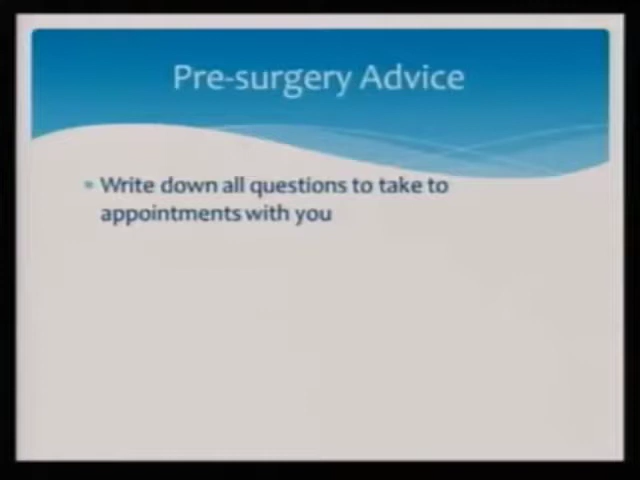 Pre-surgery Advice
Write down all questions to take to
appointments with you